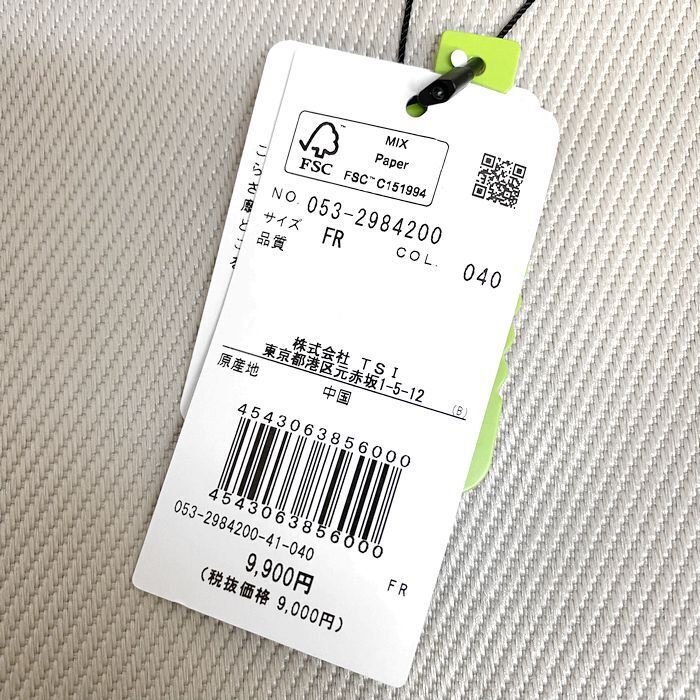 MIX
Paper
FSC™ C151994
FSC™
NO. 053-2984200
サイズ FR COL. 040
品質
株式会社 TSI
東京都港区元赤坂1-5-12
原産地 中国 (B)
4543063856000
4543063856000
053-2984200-41-040
9,900円 FR
(税抜価格 9,000円)